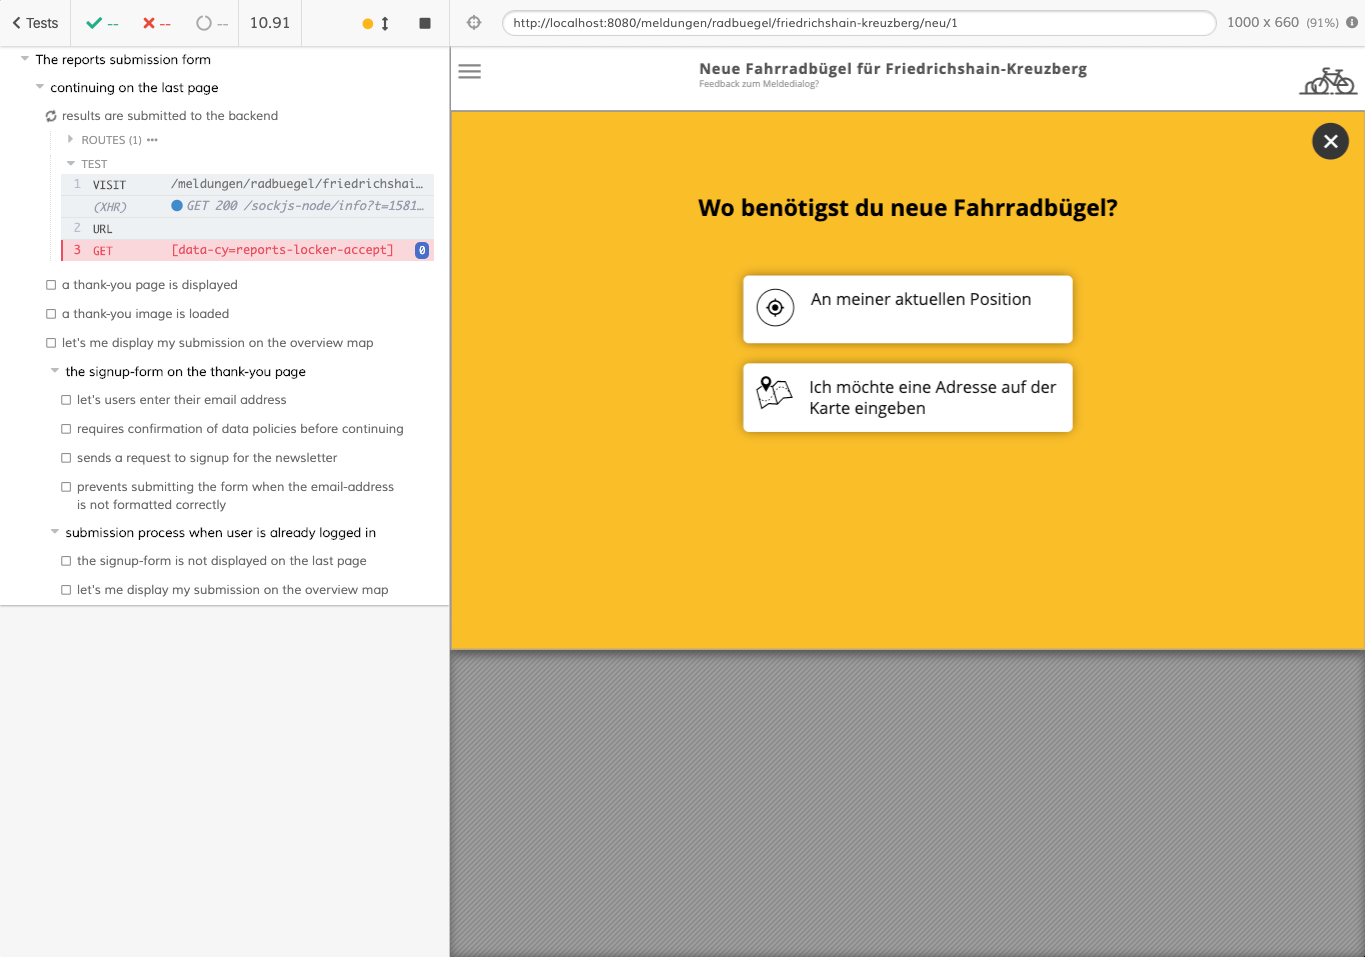 Tests
--
--
--
10.91
http://localhost:8080/meldungen/radbuegel/friedrichshain-kreuzberg/neu/1
1000 x 660 (91%)
The reports submission form
continuing on the last page
results are submitted to the backend
ROUTES (1)
TEST
1 VISIT /meldungen/radbuegel/friedrichshai…
(XHR) GET 200 /sockjs-node/info?t=1581…
2 URL
3 GET [data-cy=reports-locker-accept] 0
a thank-you page is displayed
a thank-you image is loaded
let's me display my submission on the overview map
the signup-form on the thank-you page
let's users enter their email address
requires confirmation of data policies before continuing
sends a request to signup for the newsletter
prevents submitting the form when the email-address
is not formatted correctly
submission process when user is already logged in
the signup-form is not displayed on the last page
let's me display my submission on the overview map
Neue Fahrradbügel für Friedrichshain-Kreuzberg
Feedback zum Meldedialog?
Wo benötigst du neue Fahrradbügel?
An meiner aktuellen Position
Ich möchte eine Adresse auf der
Karte eingeben